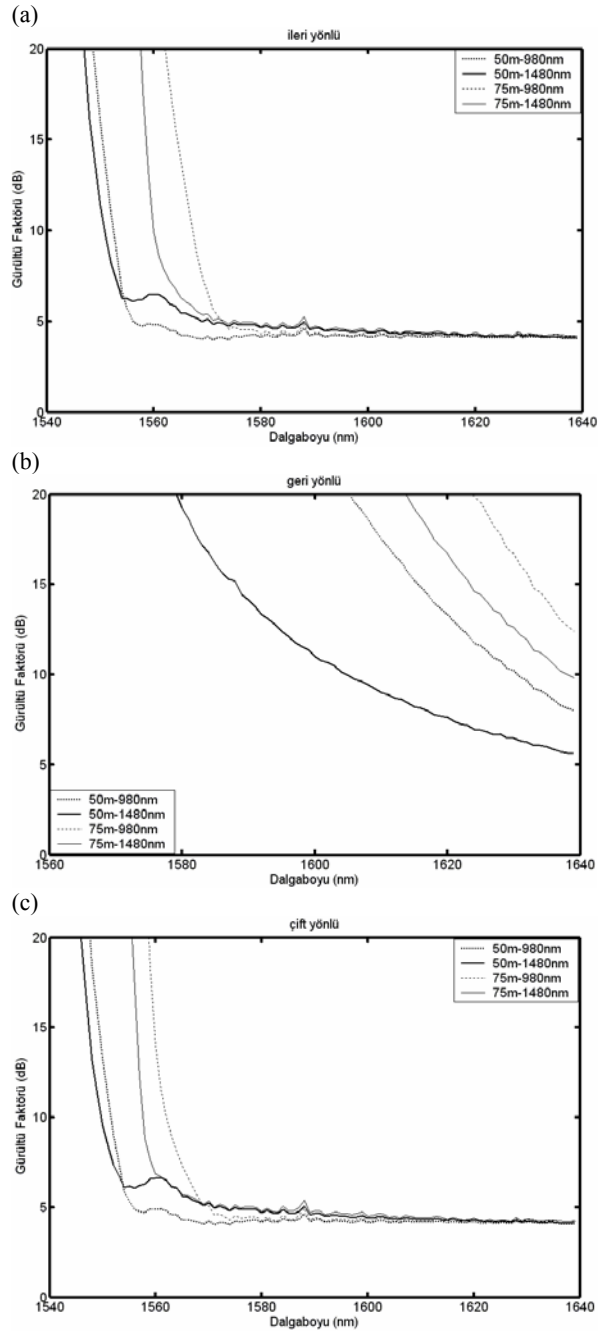 (a)
ileri yönlü
20
15
10
5
0
Gürültü Faktörü (dB)
50m-980nm
50m-1480nm
75m-980nm
75m-1480nm
1540 1560 1580 1600 1620 1640
Dalgaboyu (nm)
(b)
geri yönlü
20
15
10
5
0
Gürültü Faktörü (dB)
50m-980nm
50m-1480nm
75m-980nm
75m-1480nm
1560 1580 1600 1620 1640
Dalgaboyu (nm)
(c)
çift yönlü
20
15
10
5
0
Gürültü Faktörü (dB)
50m-980nm
50m-1480nm
75m-980nm
75m-1480nm
1540 1560 1580 1600 1620 1640
Dalgaboyu (nm)